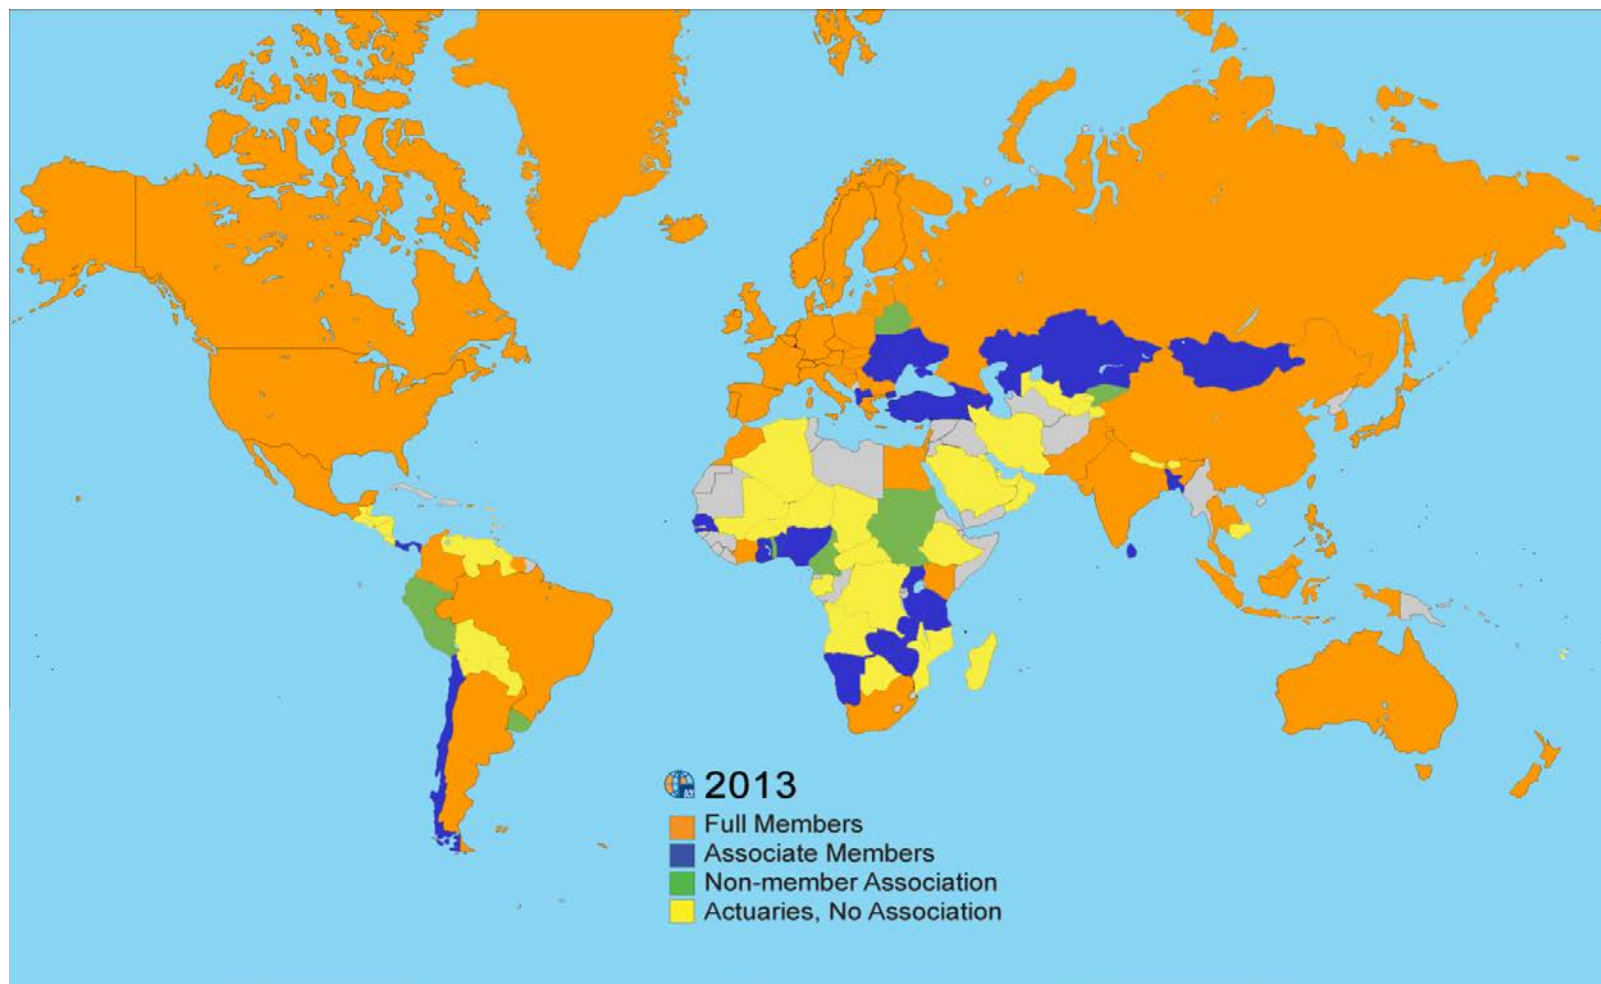 2013
Full Members
Associate Members
Non-member Association
Actuaries, No Association